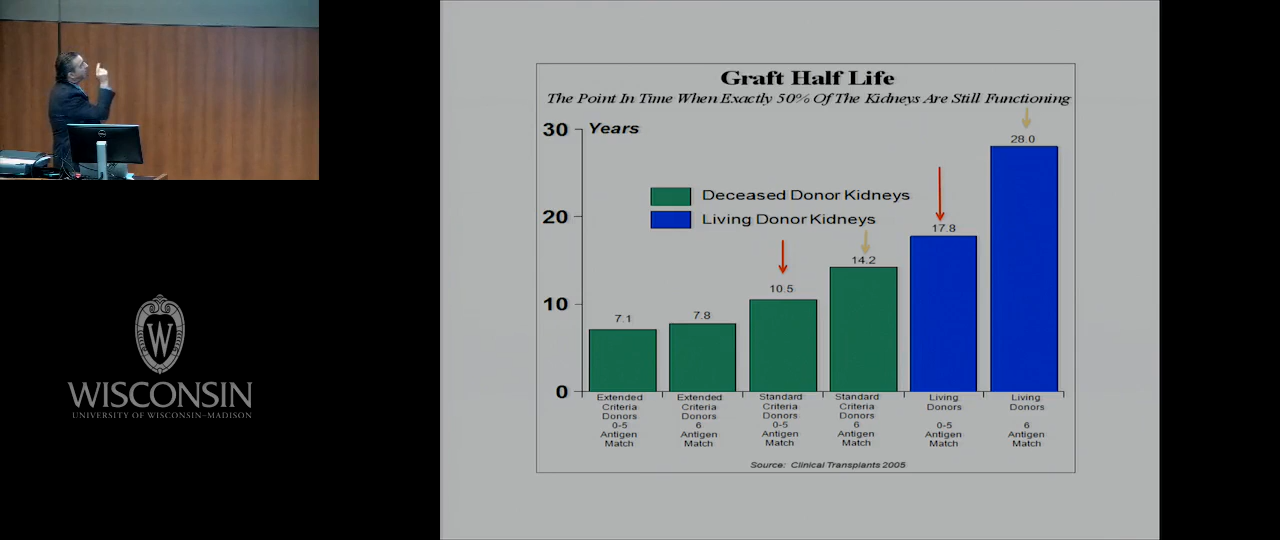 Graft Half Life
The Point In Time When Exactly 50% Of The Kidneys Are Still Functioning
Years
30
20
10
0
Deceased Donor Kidneys
Living Donor Kidneys
7.1
7.8
10.5
14.2
17.8
28.0
Extended
Criteria
Donors
0-5
Antigen
Match
Extended
Criteria
Donors
6
Antigen
Match
Standard
Criteria
Donors
0-5
Antigen
Match
Standard
Criteria
Donors
6
Antigen
Match
Living
Donors
0-5
Antigen
Match
Living
Donors
6
Antigen
Match
Source: Clinical Transplants 2005
W
WISCONSIN
UNIVERSITY OF WISCONSIN–MADISON